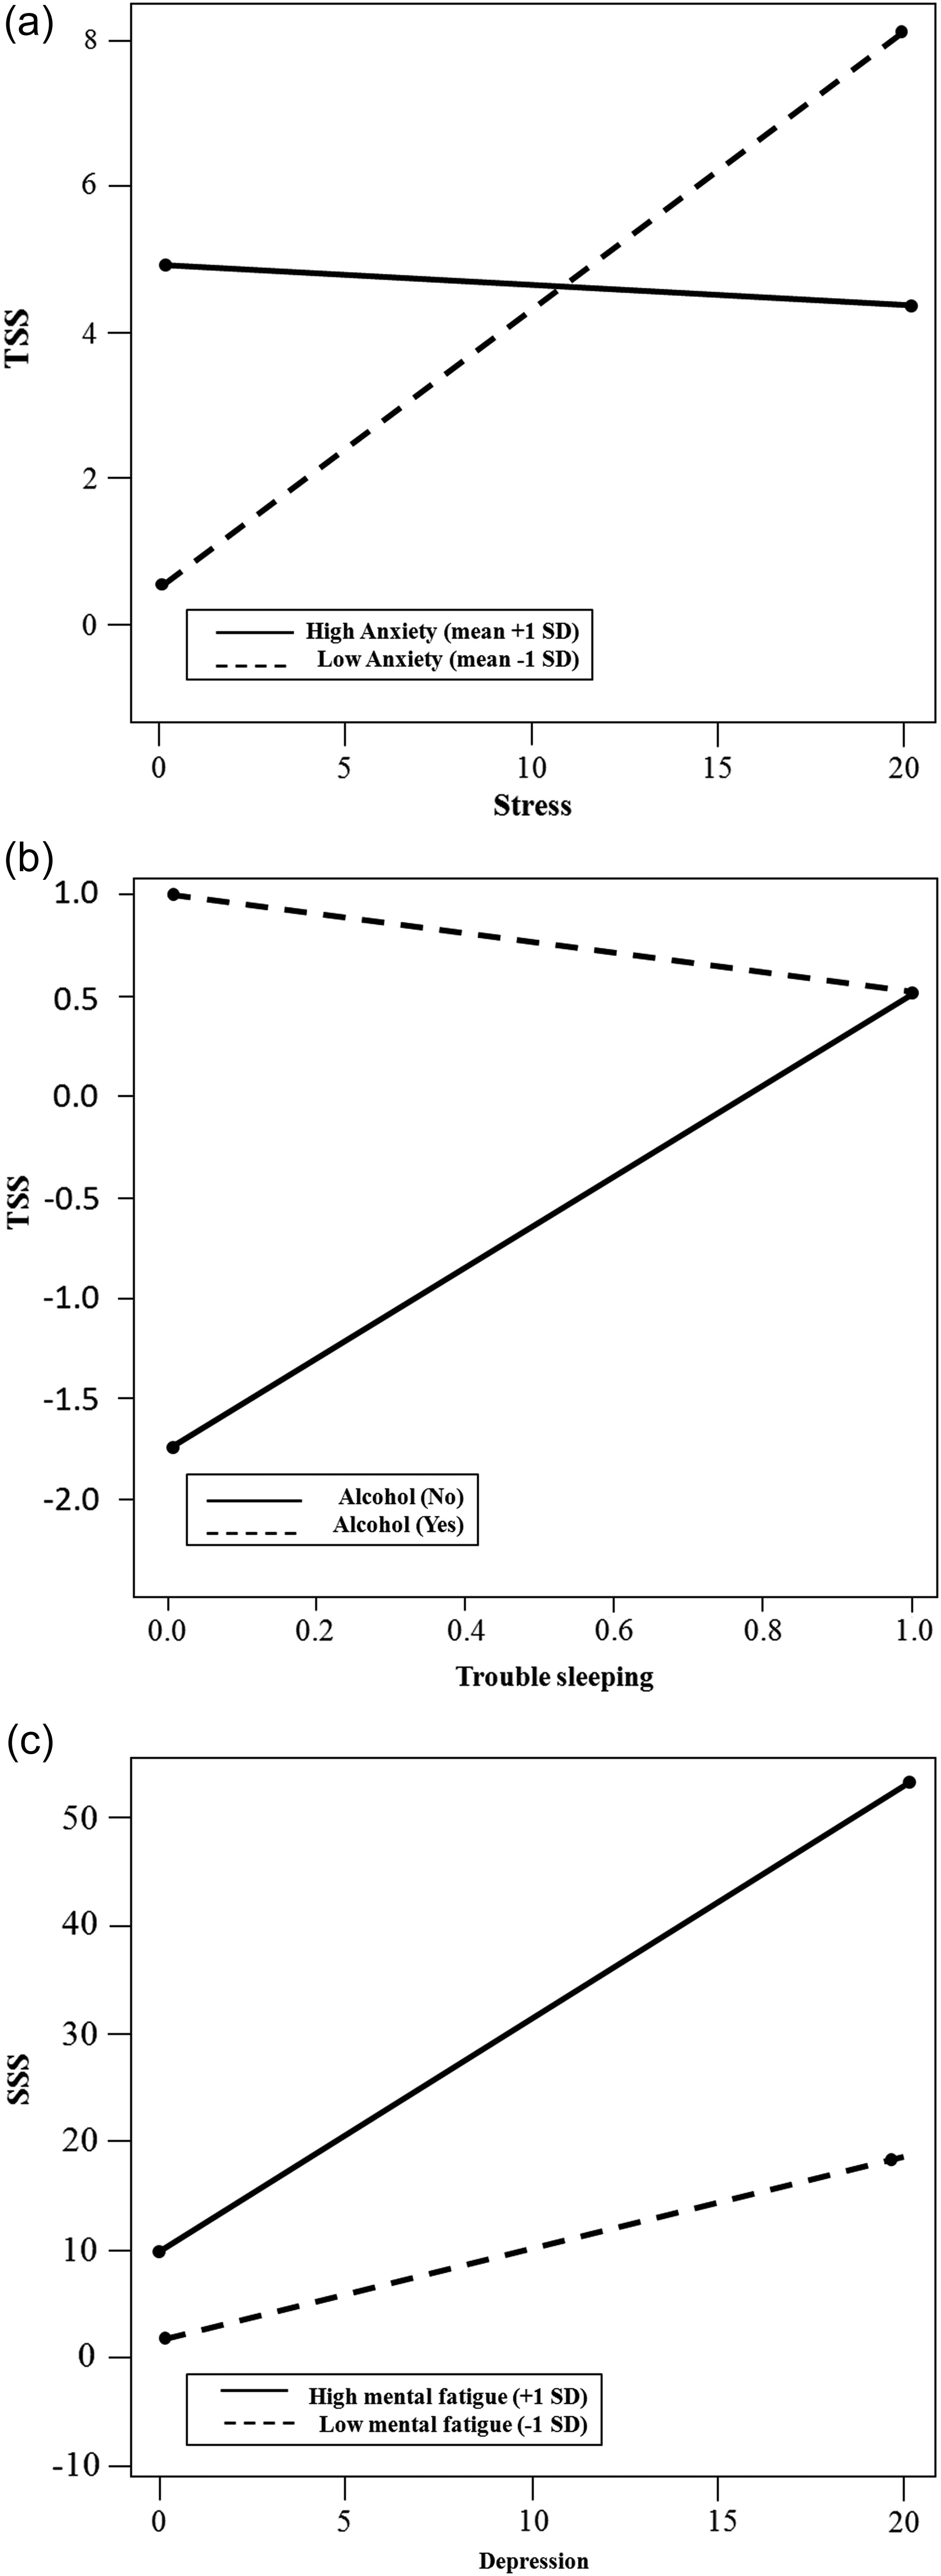 (a)
8
6
4
2
0
TSS
High Anxiety (mean +1 SD)
Low Anxiety (mean -1 SD)
0 5 10 15 20
Stress
(b)
1.0
0.5
0.0
-0.5
-1.0
-1.5
-2.0
TSS
Alcohol (No)
Alcohol (Yes)
0.0 0.2 0.4 0.6 0.8 1.0
Trouble sleeping
(c)
50
40
30
20
10
0
-10
SSS
High mental fatigue (+1 SD)
Low mental fatigue (-1 SD)
0 5 10 15 20
Depression